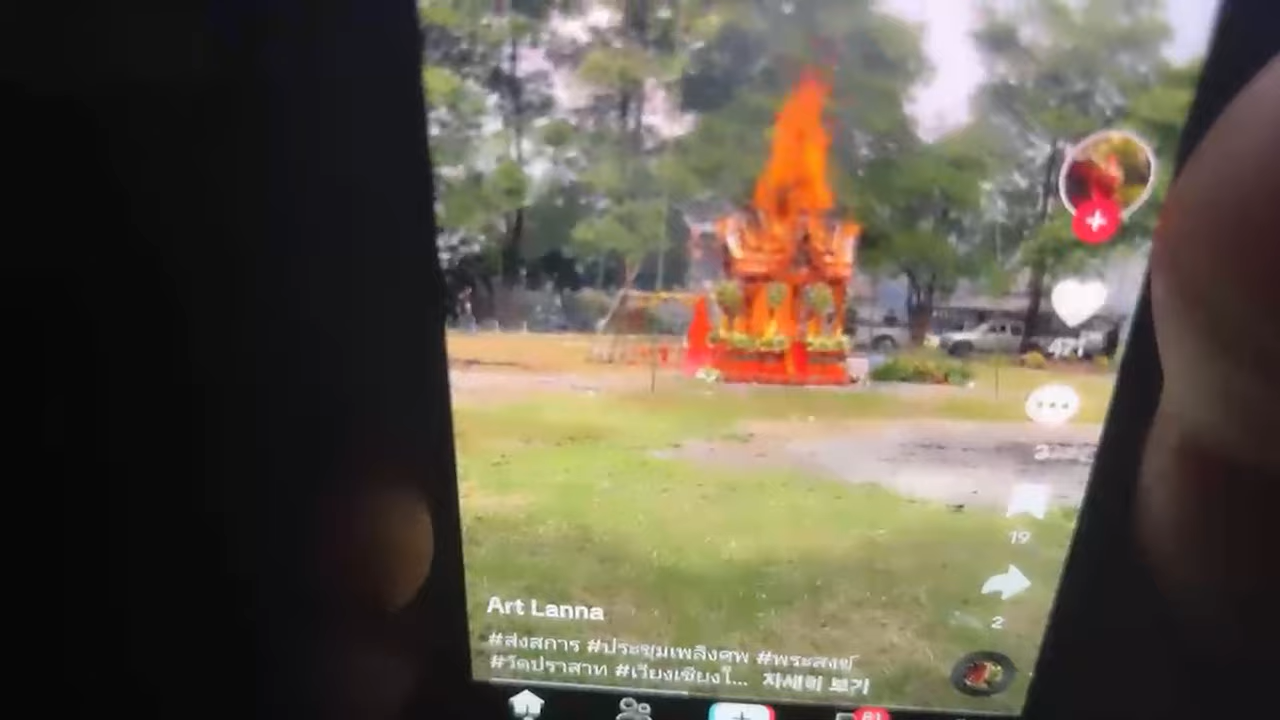 471
19
2
Art Lanna
#ส่งสการ #ประชุมเพลิงศพ #พระสงฆ์
#วัดปราสาท #เวียงเชียงใ... 자세히 보기
61